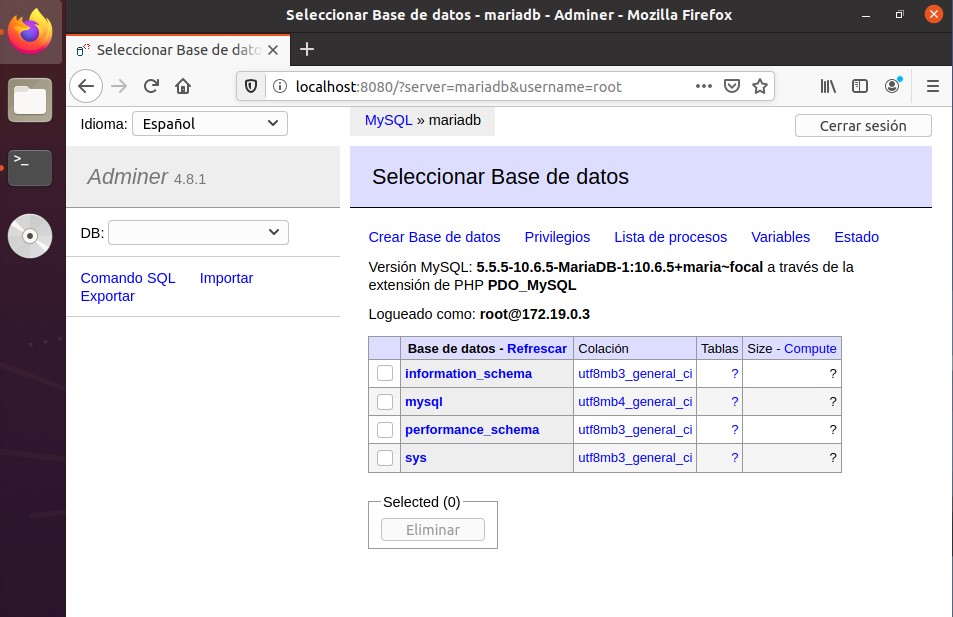 Seleccionar Base de datos - mariadb - Adminer - Mozilla Firefox
Seleccionar Base de dato
localhost:8080/?server=mariadb&username=root
Idioma: Español
MySQL » mariadb
Cerrar sesión
Adminer 4.8.1
Seleccionar Base de datos
DB:
Crear Base de datos Privilegios Lista de procesos Variables Estado
Comando SQL Importar
Exportar
Versión MySQL: 5.5.5-10.6.5-MariaDB-1:10.6.5+maria~focal a través de la
extensión de PHP PDO_MySQL
Logueado como: root@172.19.0.3
Base de datos - Refrescar Colación Tablas Size - Compute
information_schema utf8mb3_general_ci ? ?
mysql utf8mb4_general_ci ? ?
performance_schema utf8mb3_general_ci ? ?
sys utf8mb3_general_ci ? ?
Selected (0)
Eliminar